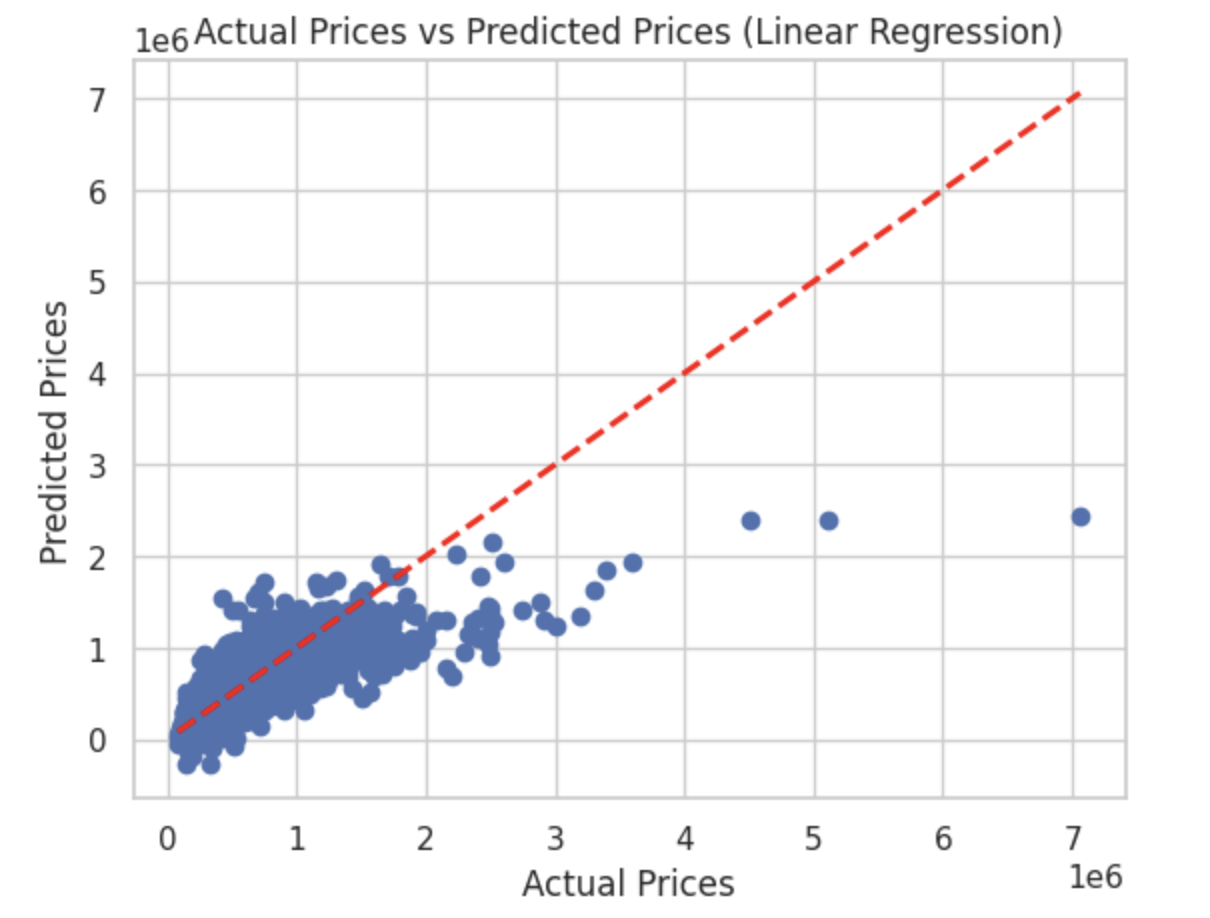 Actual Prices vs Predicted Prices (Linear Regression)
1e6
7
6
5
4
3
2
1
0
Predicted Prices
0 1 2 3 4 5 6 7
1e6
Actual Prices